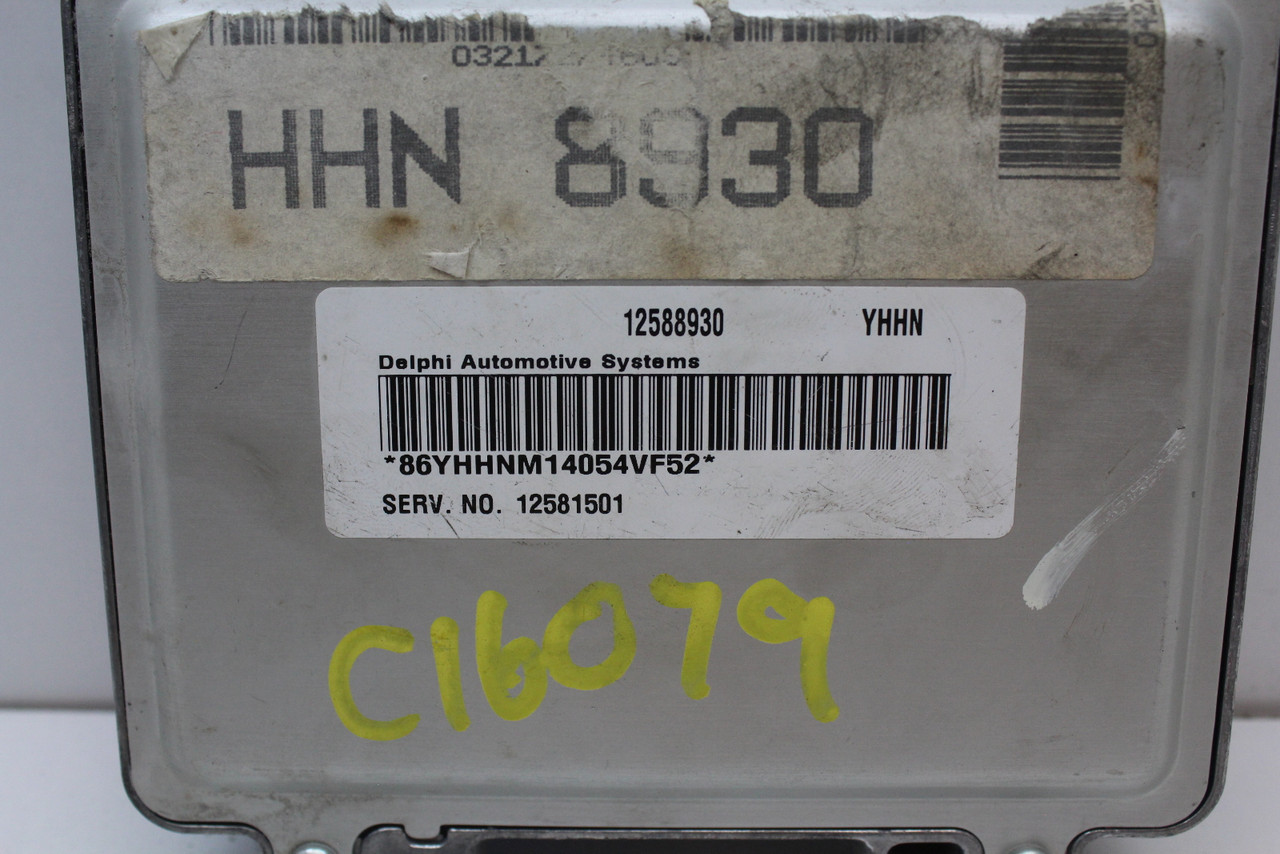 HHN 8930
12588930 YHHN
Delphi Automotive Systems
*86YHHNM14054VF52*
SERV. NO. 12581501
C16079